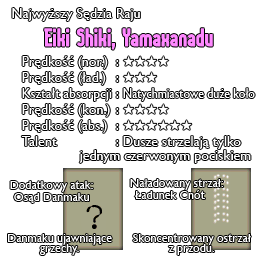 Najwyższy Sędzia Raju
Eiki Shiki, Yamaxanadu
Prędkość (nor.) : ☆☆☆☆
Prędkość (ład.) : ☆☆☆
Kształt absorpcji : Natychmiastowe duże koło
Prędkość (kon.) : ☆☆☆☆
Prędkość (abs.) : ☆☆☆☆☆☆
Talent : Dusze strzelają tylko
jednym czerwonym pociskiem
Dodatkowy atak:
Osąd Danmaku
?
Danmaku ujawniające
grzechy.
Naładowany strzał:
Ładunek Cnót
Skoncentrowany ostrzał
z przodu.